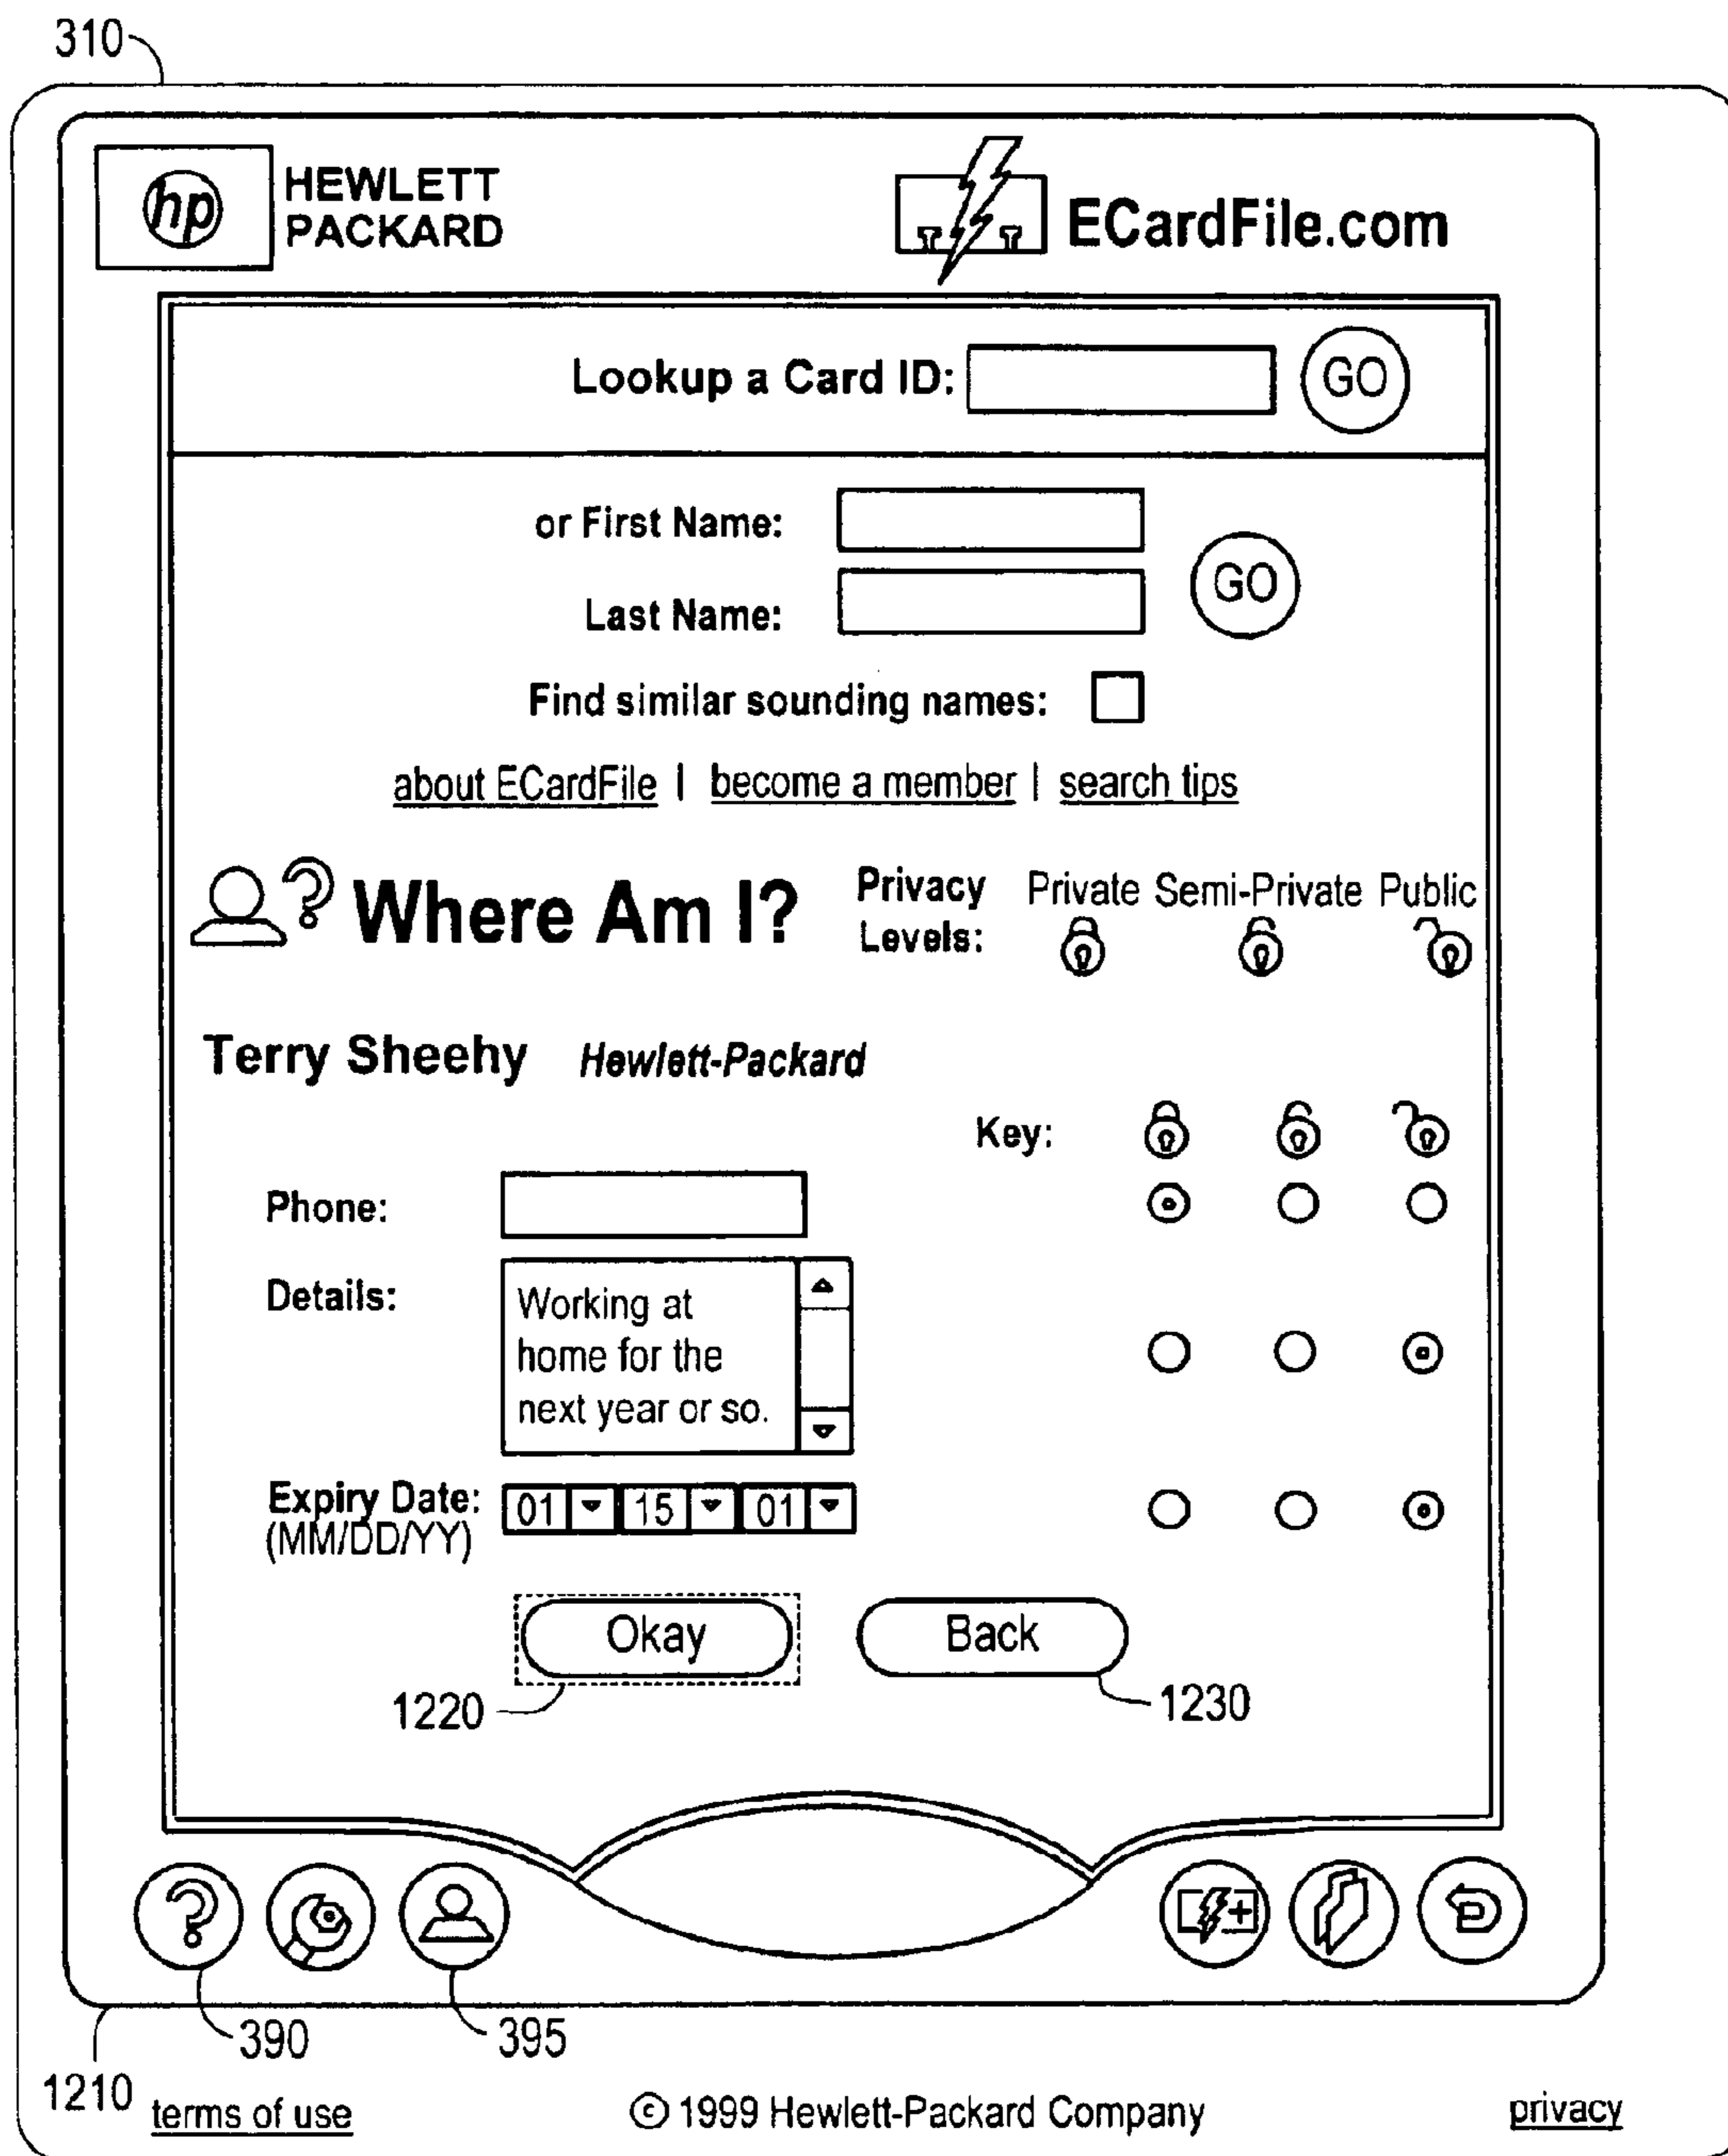 310
hp HEWLETT
PACKARD
ECardFile.com
Lookup a Card ID: GO
or First Name:
Last Name:
GO
Find similar sounding names:
about ECardFile | become a member | search tips
Where Am I?
Privacy Private Semi-Private Public
Levels:
Terry Sheehy Hewlett-Packard
Key:
Phone:
Details:
Working at
home for the
next year or so.
Expiry Date: 01 15 01
(MM/DD/YY)
Okay Back
1220 1230
390 395
1210
terms of use © 1999 Hewlett-Packard Company privacy